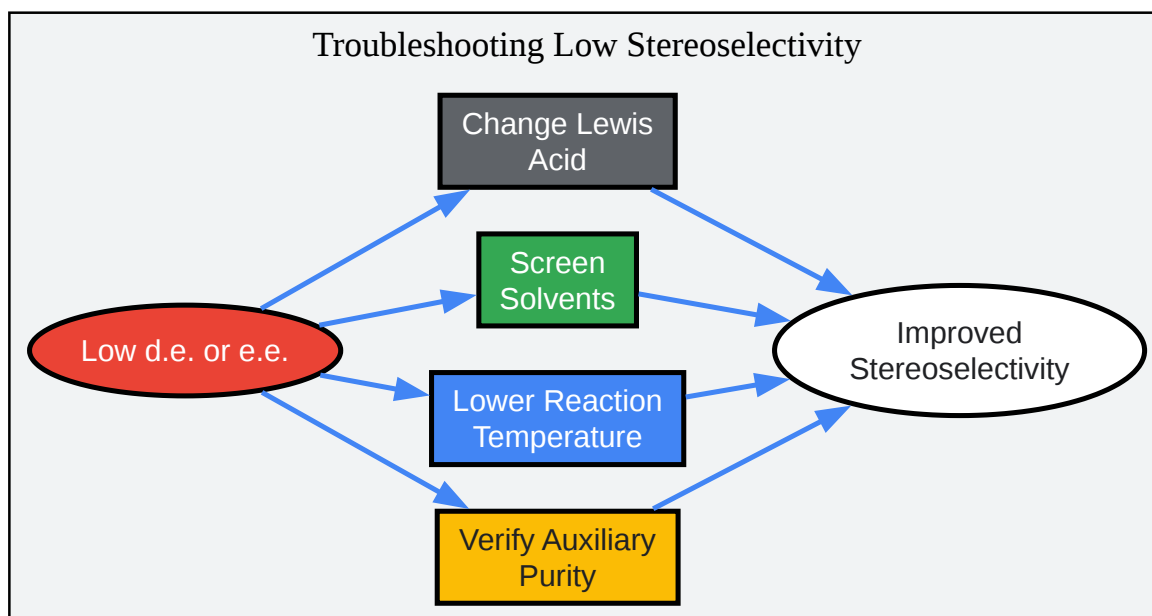 Troubleshooting Low Stereoselectivity
Change Lewis
Acid
Screen
Solvents
Low d.e. or e.e.
Improved
Stereoselectivity
Lower Reaction
Temperature
Verify Auxiliary
Purity